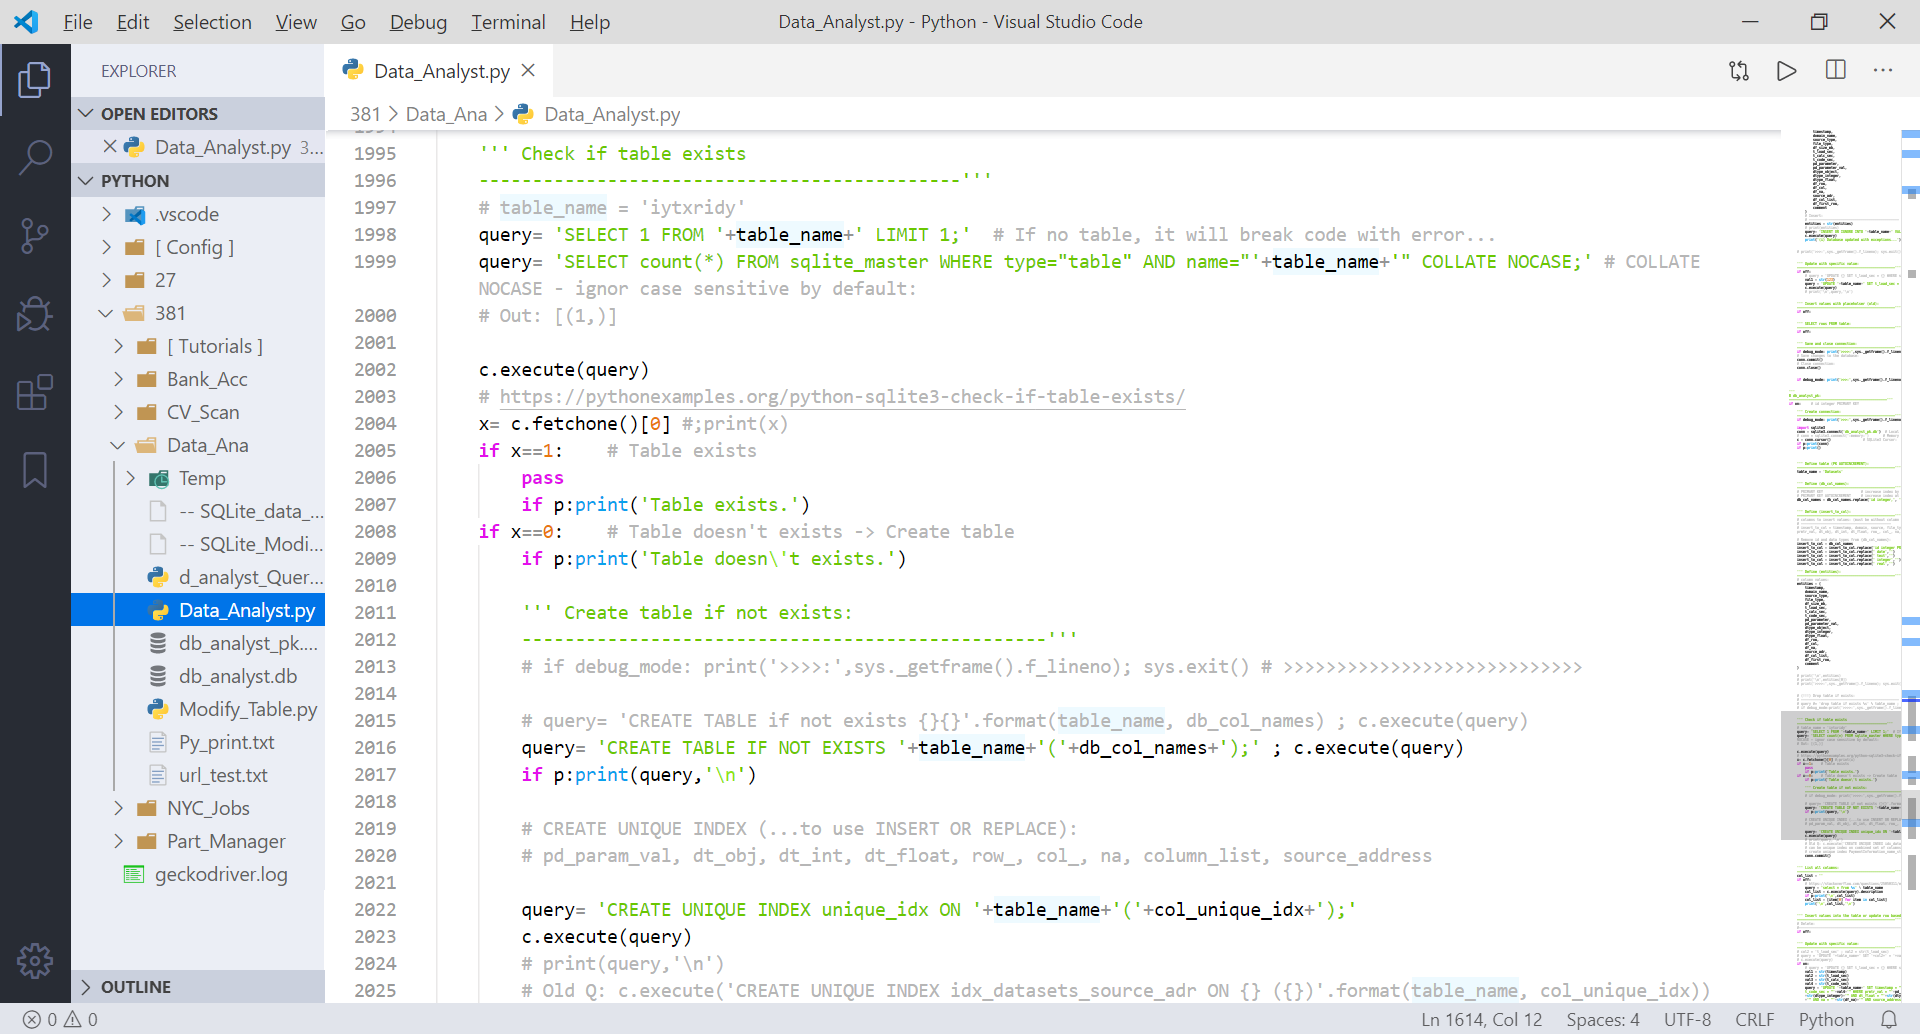 File Edit Selection View Go Debug Terminal Help
Data_Analyst.py - Python - Visual Studio Code
EXPLORER
OPEN EDITORS
Data_Analyst.py 3...
PYTHON
.vscode
[ Config ]
27
381
[ Tutorials ]
Bank_Acc
CV_Scan
Data_Ana
Temp
-- SQLite_data_...
-- SQLite_Modi...
d_analyst_Quer...
Data_Analyst.py
db_analyst_pk....
db_analyst.db
Modify_Table.py
Py_print.txt
url_test.txt
NYC_Jobs
Part_Manager
geckodriver.log
OUTLINE
Data_Analyst.py
381 > Data_Ana > Data_Analyst.py
1995 ''' Check if table exists
1996 ---------------------------------------------'''
1997 # table_name = 'iytxridy'
1998 query= 'SELECT 1 FROM '+table_name+' LIMIT 1;'  # If no table, it will break code with error...
1999 query= 'SELECT count(*) FROM sqlite_master WHERE type="table" AND name="'+table_name+'" COLLATE NOCASE;' # COLLATE
NOCASE - ignor case sensitive by default:
2000 # Out: [(1,)]
2001
2002 c.execute(query)
2003 # https://pythonexamples.org/python-sqlite3-check-if-table-exists/
2004 x= c.fetchone()[0] #;print(x)
2005 if x==1:    # Table exists
2006     pass
2007     if p:print('Table exists.')
2008 if x==0:    # Table doesn't exists -> Create table
2009     if p:print('Table doesn\'t exists.')
2010
2011     ''' Create table if not exists:
2012     -------------------------------------------------'''
2013     # if debug_mode: print('>>>>:',sys._getframe().f_lineno); sys.exit() # >>>>>>>>>>>>>>>>>>>>>>>>>>>>
2014
2015     # query= 'CREATE TABLE if not exists {}{}'.format(table_name, db_col_names) ; c.execute(query)
2016     query= 'CREATE TABLE IF NOT EXISTS '+table_name+'('+db_col_names+');' ; c.execute(query)
2017     if p:print(query,'\n')
2018
2019     # CREATE UNIQUE INDEX (...to use INSERT OR REPLACE):
2020     # pd_param_val, dt_obj, dt_int, dt_float, row_, col_, na, column_list, source_address
2021
2022     query= 'CREATE UNIQUE INDEX unique_idx ON '+table_name+'('+col_unique_idx+');'
2023     c.execute(query)
2024     # print(query,'\n')
2025     # Old Q: c.execute('CREATE UNIQUE INDEX idx_datasets_source_adr ON {} ({})'.format(table_name, col_unique_idx))
0 0
Ln 1614, Col 12 Spaces: 4 UTF-8 CRLF Python